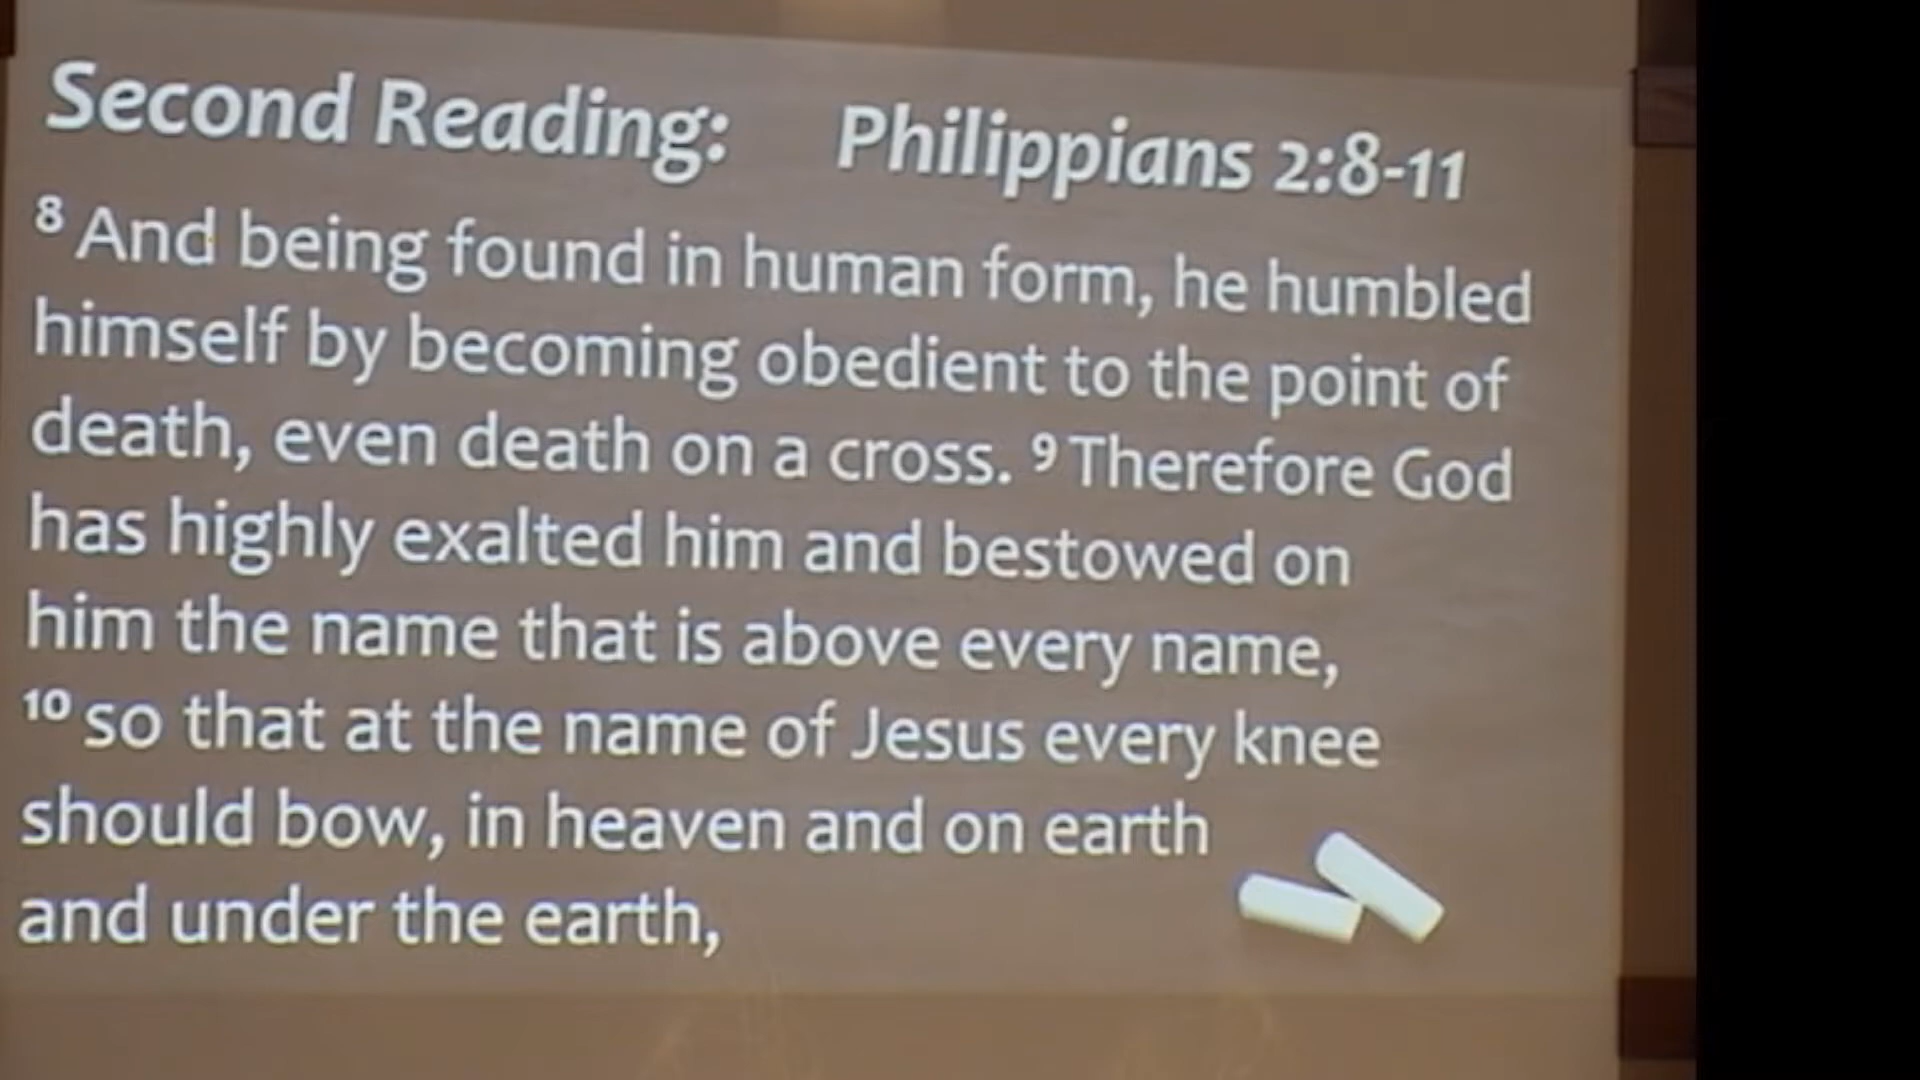 Second Reading: Philippians 2:8-11
8 And being found in human form, he humbled
himself by becoming obedient to the point of
death, even death on a cross. 9 Therefore God
has highly exalted him and bestowed on
him the name that is above every name,
10 so that at the name of Jesus every knee
should bow, in heaven and on earth
and under the earth,